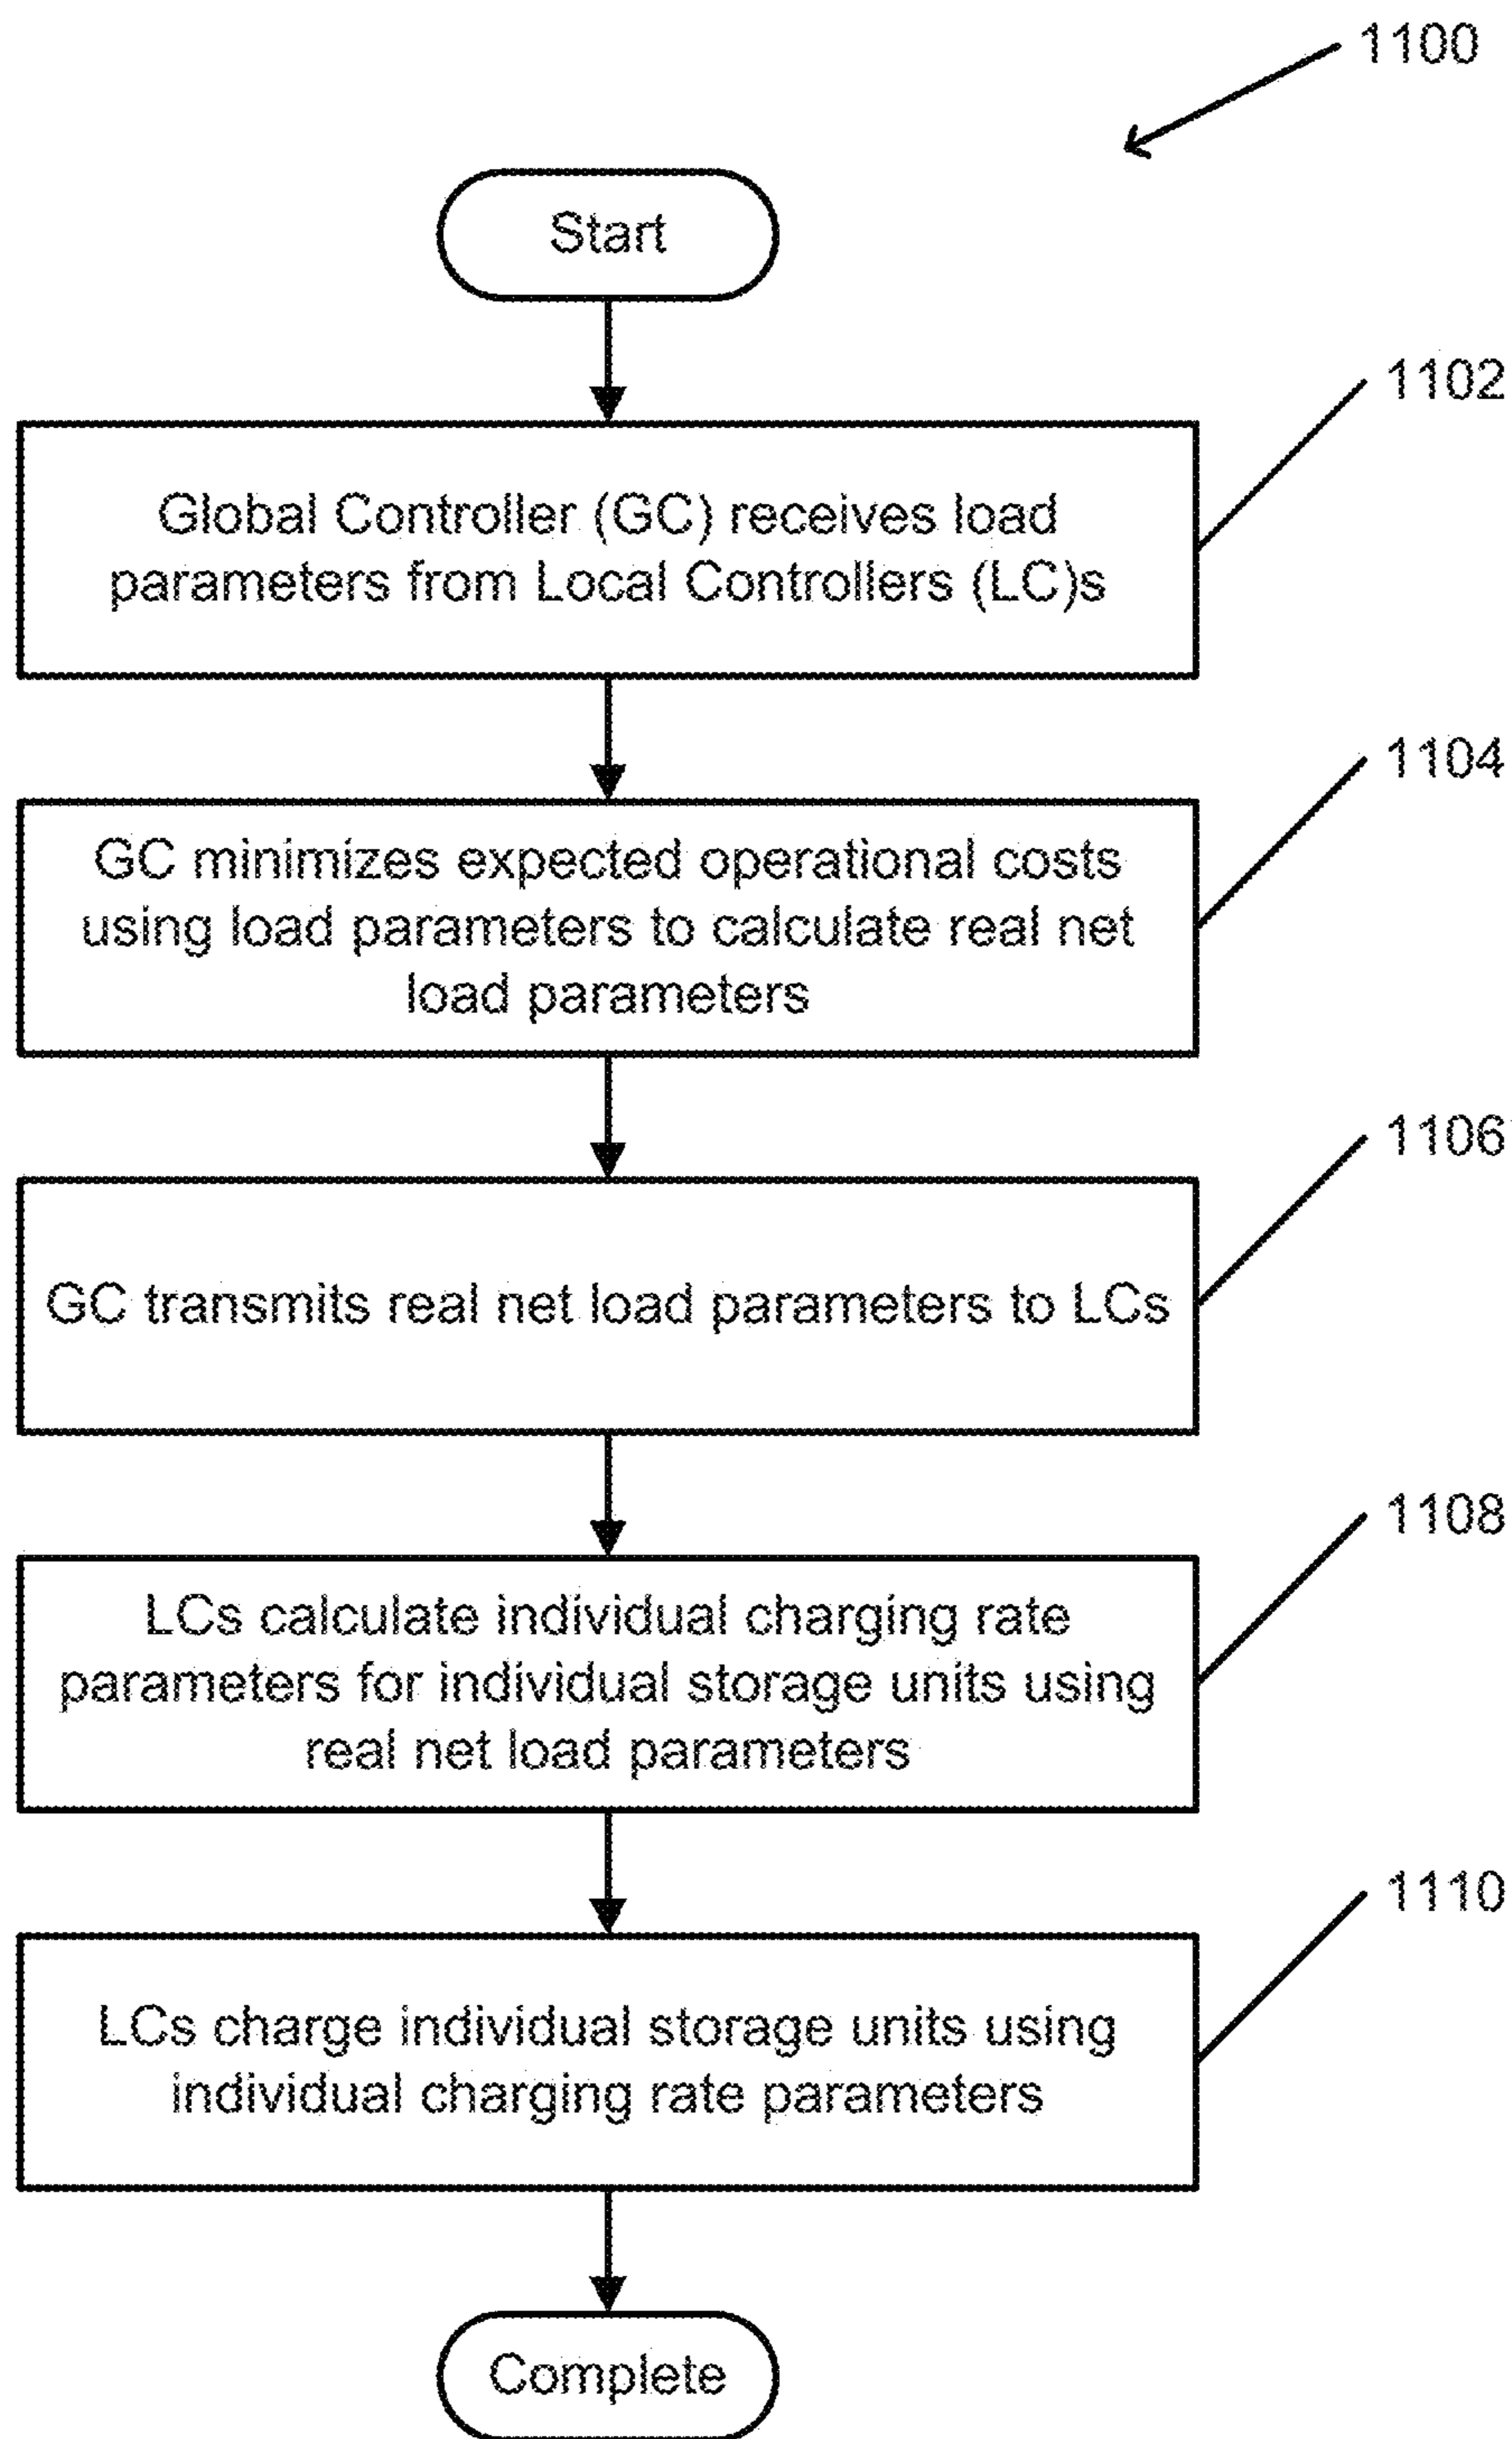 1100
Start
1102
Global Controller (GC) receives load
parameters from Local Controllers (LC)s
1104
GC minimizes expected operational costs
using load parameters to calculate real net
load parameters
1106
GC transmits real net load parameters to LCs
1108
LCs calculate individual charging rate
parameters for individual storage units using
real net load parameters
1110
LCs charge individual storage units using
individual charging rate parameters
Complete